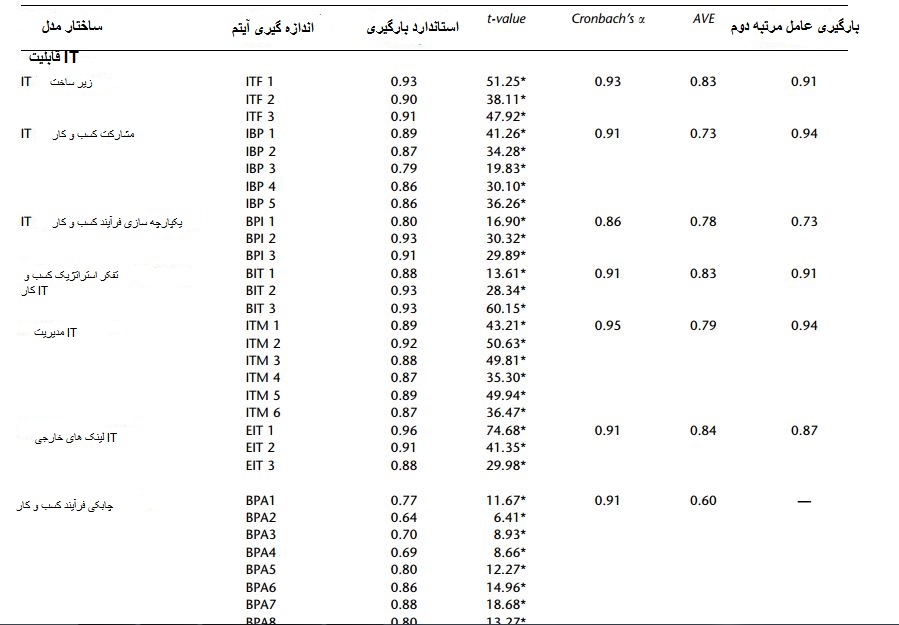 ساختار مدل اندازه گیری آیتم استاندارد بارگیری t-value Cronbach's α AVE بارگیری عامل مرتبه دوم
قابلیت IT
زیر ساخت IT ITF 1 0.93 51.25* 0.93 0.83 0.91
ITF 2 0.90 38.11*
ITF 3 0.91 47.92*
مشارکت کسب و کار IT IBP 1 0.89 41.26* 0.91 0.73 0.94
IBP 2 0.87 34.28*
IBP 3 0.79 19.83*
IBP 4 0.86 30.10*
IBP 5 0.86 36.26*
یکپارچه سازی فرآیند کسب و کار IT BPI 1 0.80 16.90* 0.86 0.78 0.73
BPI 2 0.93 30.32*
BPI 3 0.91 29.89*
تفکر استراتژیک کسب و BIT 1 0.88 13.61* 0.91 0.83 0.91
کار IT BIT 2 0.93 28.34*
BIT 3 0.93 60.15*
مدیریت IT ITM 1 0.89 43.21* 0.95 0.79 0.94
ITM 2 0.92 50.63*
ITM 3 0.88 49.81*
ITM 4 0.87 35.30*
ITM 5 0.89 49.94*
ITM 6 0.87 36.47*
لینک های خارجی IT EIT 1 0.96 74.68* 0.91 0.84 0.87
EIT 2 0.91 41.35*
EIT 3 0.88 29.98*
چابکی فرآیند کسب و کار BPA1 0.77 11.67* 0.91 0.60 —
BPA2 0.64 6.41*
BPA3 0.70 8.93*
BPA4 0.69 8.66*
BPA5 0.80 12.27*
BPA6 0.86 14.96*
BPA7 0.88 18.68*
BPA8 0.80 13.27*